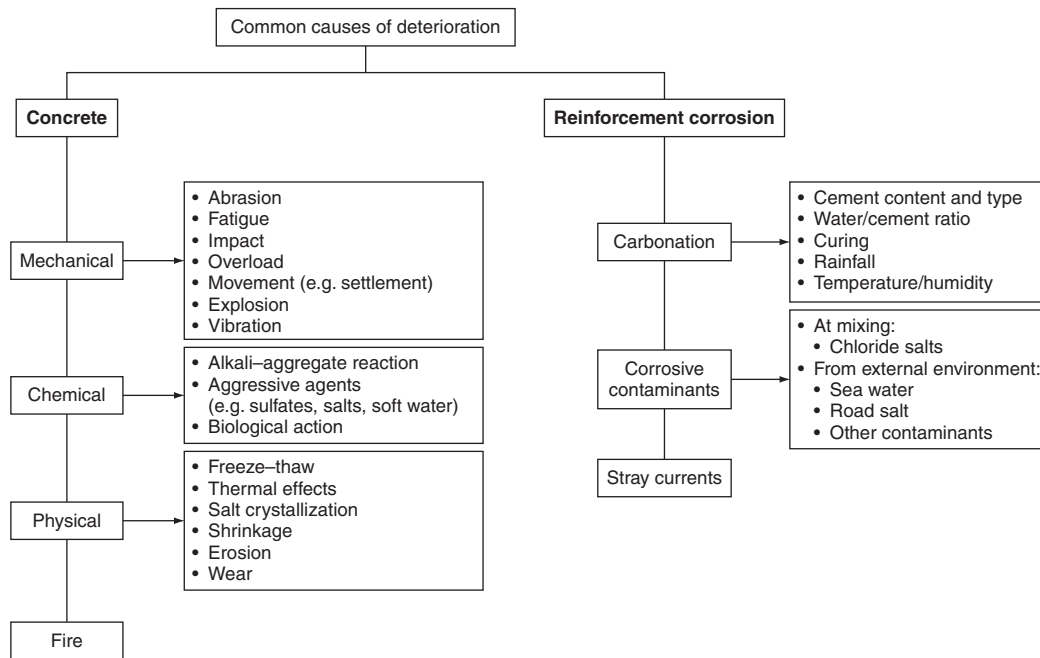 Common causes of deterioration
Concrete
Mechanical
• Abrasion
• Fatigue
• Impact
• Overload
• Movement (e.g. settlement)
• Explosion
• Vibration
Chemical
• Alkali–aggregate reaction
• Aggressive agents
(e.g. sulfates, salts, soft water)
• Biological action
Physical
• Freeze–thaw
• Thermal effects
• Salt crystallization
• Shrinkage
• Erosion
• Wear
Fire
Reinforcement corrosion
Carbonation
• Cement content and type
• Water/cement ratio
• Curing
• Rainfall
• Temperature/humidity
Corrosive
contaminants
• At mixing:
• Chloride salts
• From external environment:
• Sea water
• Road salt
• Other contaminants
Stray currents